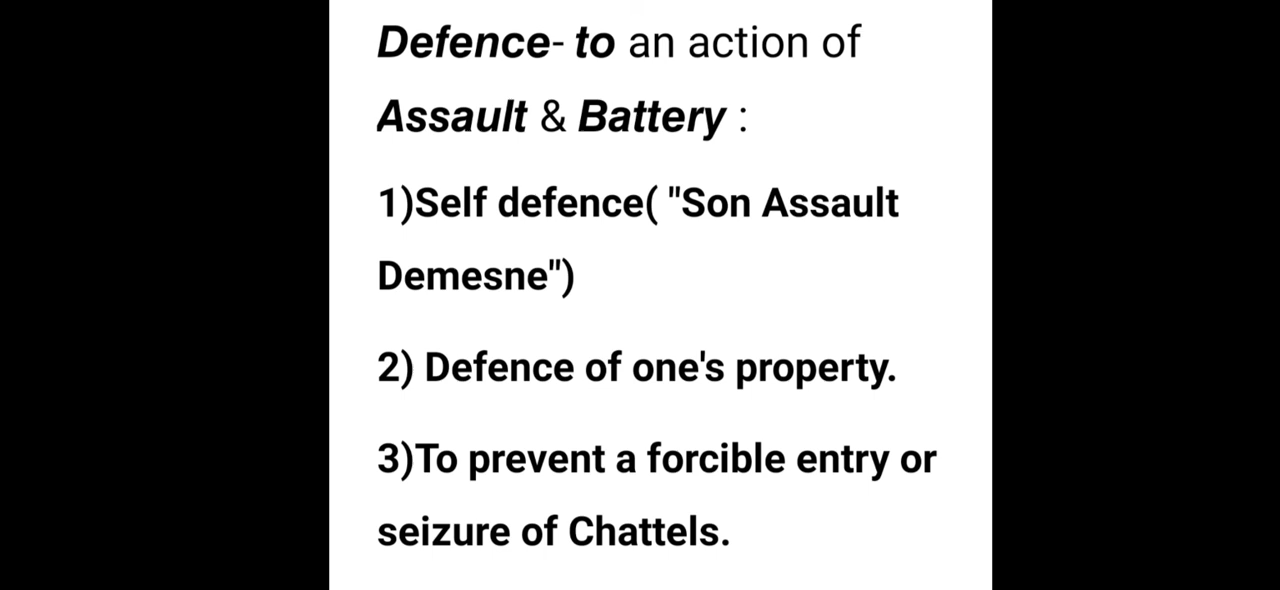 Defence- to an action of
Assault & Battery :
1)Self defence( "Son Assault
Demesne")
2) Defence of one's property.
3)To prevent a forcible entry or
seizure of Chattels.